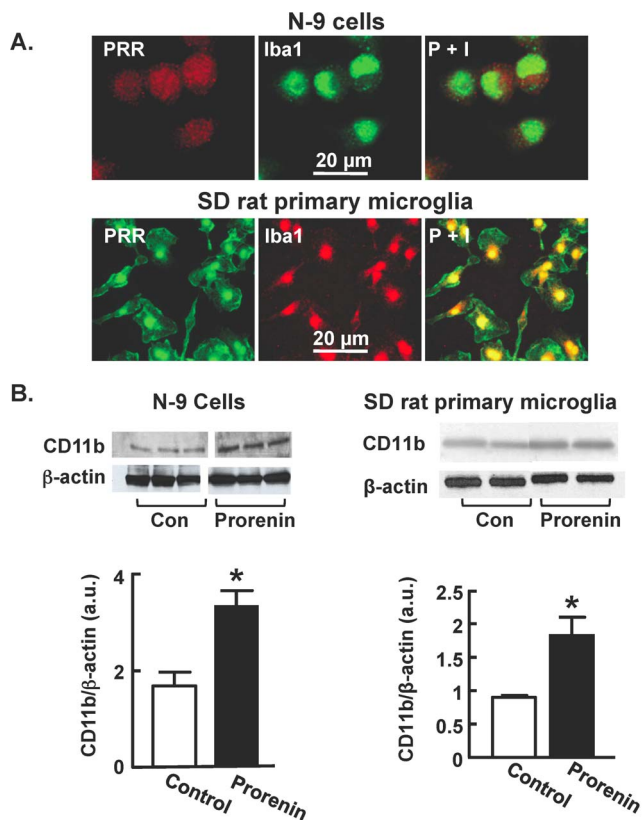 A.
N-9 cells
PRR
Iba1
P + I
20 µm
SD rat primary microglia
PRR
Iba1
P + I
20 µm
B.
N-9 Cells
SD rat primary microglia
CD11b
β-actin
Con
Prorenin
CD11b
β-actin
Con
Prorenin
CD11b/β-actin (a.u.)
4
2
0
*
Control
Prorenin
CD11b/β-actin (a.u.)
2.5
2
1.5
1
0.5
0
*
Control
Prorenin